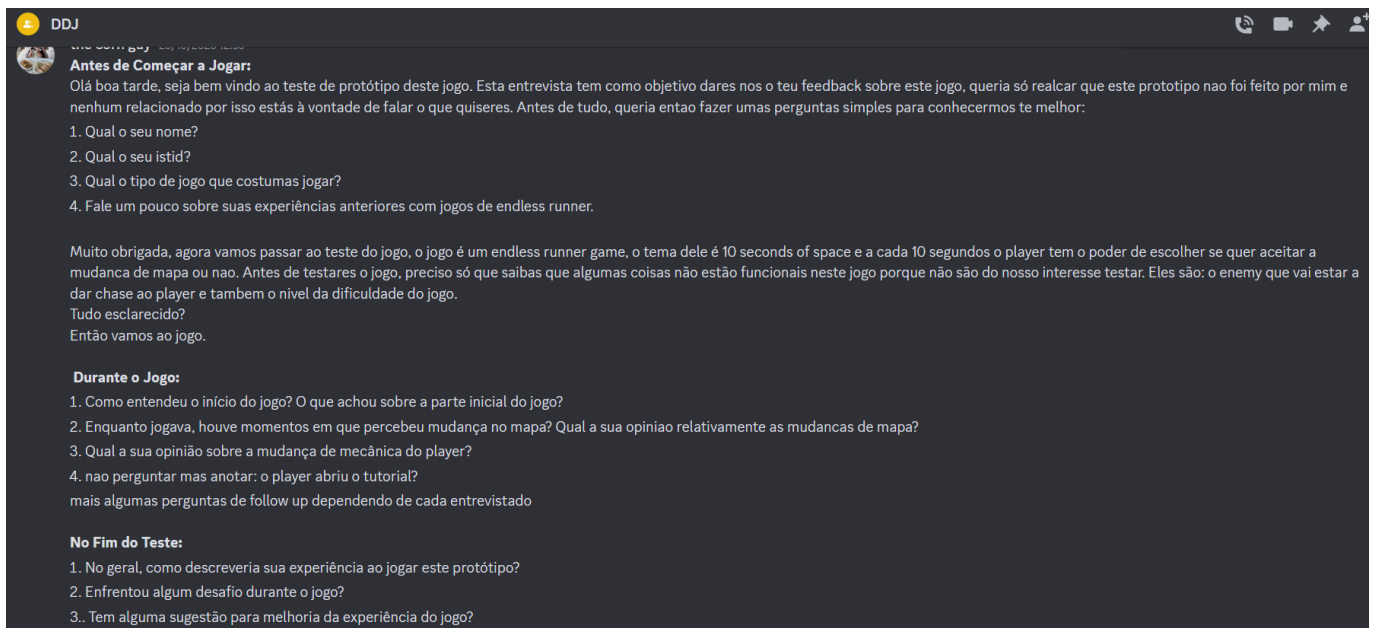 DDJ
Antes de Começar a Jogar:
Olá boa tarde, seja bem vindo ao teste de protótipo deste jogo. Esta entrevista tem como objetivo dares nos o teu feedback sobre este jogo, queria só realcar que este prototipo nao foi feito por mim e
nenhum relacionado por isso estás à vontade de falar o que quiseres. Antes de tudo, queria entao fazer umas perguntas simples para conhecermos te melhor:
1. Qual o seu nome?
2. Qual o seu istid?
3. Qual o tipo de jogo que costumas jogar?
4. Fale um pouco sobre suas experiências anteriores com jogos de endless runner.
Muito obrigada, agora vamos passar ao teste do jogo, o jogo é um endless runner game, o tema dele é 10 seconds of space e a cada 10 segundos o player tem o poder de escolher se quer aceitar a
mudanca de mapa ou nao. Antes de testares o jogo, preciso só que saibas que algumas coisas não estão funcionais neste jogo porque não são do nosso interesse testar. Eles são: o enemy que vai estar a
dar chase ao player e tambem o nivel da dificuldade do jogo.
Tudo esclarecido?
Então vamos ao jogo.
Durante o Jogo:
1. Como entendeu o início do jogo? O que achou sobre a parte inicial do jogo?
2. Enquanto jogava, houve momentos em que percebeu mudança no mapa? Qual a sua opiniao relativamente as mudancas de mapa?
3. Qual a sua opinião sobre a mudança de mecânica do player?
4. nao perguntar mas anotar: o player abriu o tutorial?
mais algumas perguntas de follow up dependendo de cada entrevistado
No Fim do Teste:
1. No geral, como descreveria sua experiência ao jogar este protótipo?
2. Enfrentou algum desafio durante o jogo?
3.. Tem alguma sugestão para melhoria da experiência do jogo?